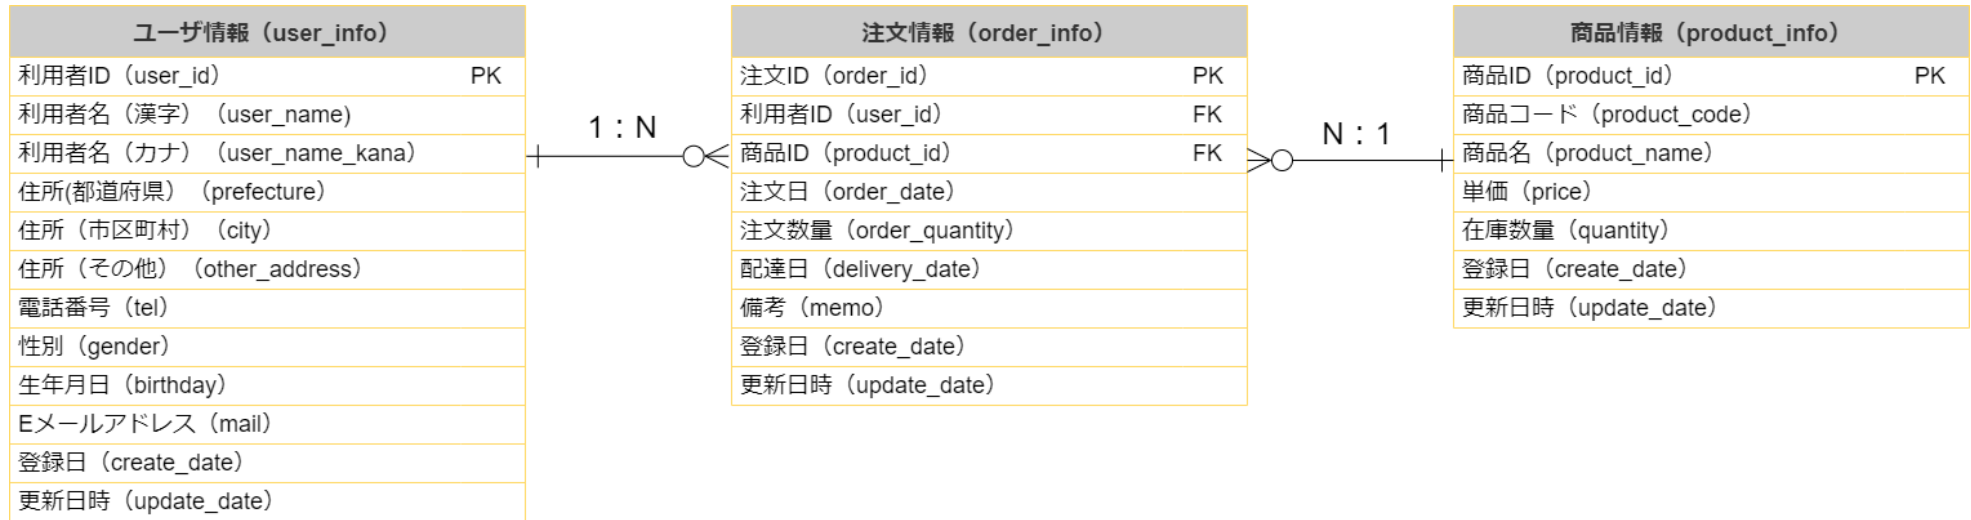 ユーザ情報（user_info）
利用者ID（user_id） PK
利用者名（漢字）（user_name)
利用者名（カナ）（user_name_kana）
住所(都道府県）（prefecture）
住所（市区町村）（city）
住所（その他）（other_address）
電話番号（tel）
性別（gender）
生年月日（birthday）
Eメールアドレス（mail）
登録日（create_date）
更新日時（update_date）
1：N
注文情報（order_info）
注文ID（order_id） PK
利用者ID（user_id） FK
商品ID（product_id） FK
注文日（order_date）
注文数量（order_quantity）
配達日（delivery_date）
備考（memo）
登録日（create_date）
更新日時（update_date）
N：1
商品情報（product_info）
商品ID（product_id） PK
商品コード（product_code）
商品名（product_name）
単価（price）
在庫数量（quantity）
登録日（create_date）
更新日時（update_date）